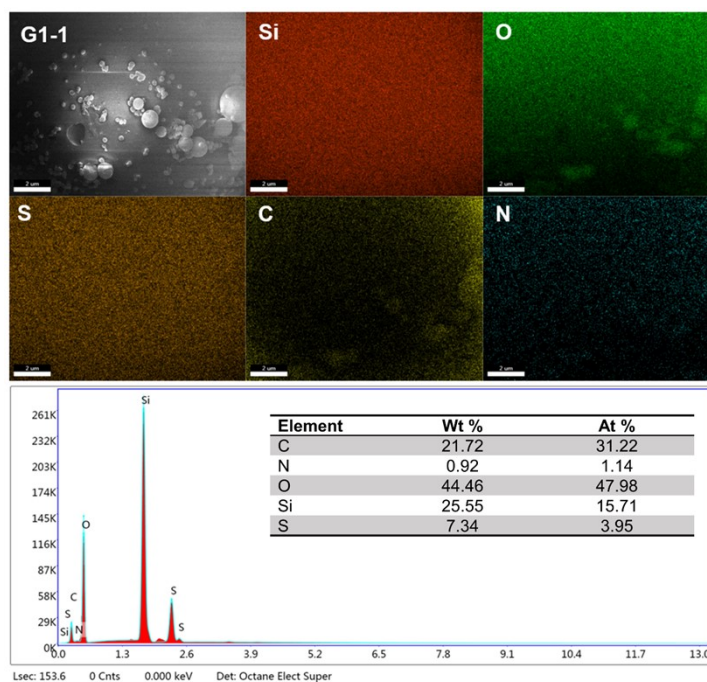 G1-1
Si
O
2 um
2 um
2 um
S
C
N
2 um
2 um
2 um
261K
232K
203K
174K
145K
116K
87K
58K
29K
0K
Si
O
C
S
Si
N
S
S
Element Wt % At %
C 21.72 31.22
N 0.92 1.14
O 44.46 47.98
Si 25.55 15.71
S 7.34 3.95
0.0 1.3 2.6 3.9 5.2 6.5 7.8 9.1 10.4 11.7 13.0
Lsec: 153.6 0 Cnts 0.000 keV Det: Octane Elect Super